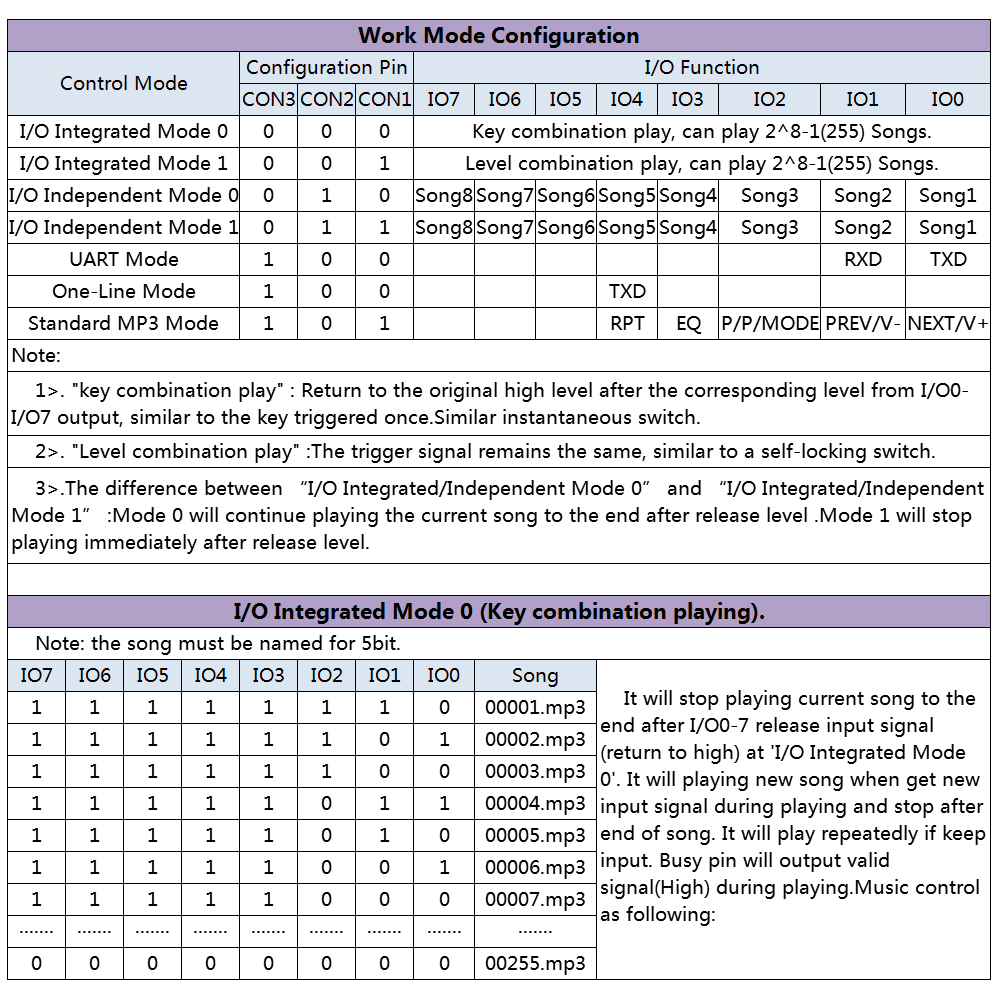 Work Mode Configuration
Control Mode Configuration Pin I/O Function
CON3 CON2 CON1 IO7 IO6 IO5 IO4 IO3 IO2 IO1 IO0
I/O Integrated Mode 0 0 0 0 Key combination play, can play 2^8-1(255) Songs.
I/O Integrated Mode 1 0 0 1 Level combination play, can play 2^8-1(255) Songs.
I/O Independent Mode 0 0 1 0 Song8 Song7 Song6 Song5 Song4 Song3 Song2 Song1
I/O Independent Mode 1 0 1 1 Song8 Song7 Song6 Song5 Song4 Song3 Song2 Song1
UART Mode 1 0 0 RXD TXD
One-Line Mode 1 0 0 TXD
Standard MP3 Mode 1 0 1 RPT EQ P/P/MODE PREV/V- NEXT/V+
Note:
1>. "key combination play" : Return to the original high level after the corresponding level from I/O0-
I/O7 output, similar to the key triggered once.Similar instantaneous switch.
2>. "Level combination play" :The trigger signal remains the same, similar to a self-locking switch.
3>.The difference between “I/O Integrated/Independent Mode 0” and “I/O Integrated/Independent
Mode 1” :Mode 0 will continue playing the current song to the end after release level .Mode 1 will stop
playing immediately after release level.
I/O Integrated Mode 0 (Key combination playing).
Note: the song must be named for 5bit.
IO7 IO6 IO5 IO4 IO3 IO2 IO1 IO0 Song
1 1 1 1 1 1 1 0 00001.mp3
1 1 1 1 1 1 0 1 00002.mp3
1 1 1 1 1 1 0 0 00003.mp3
1 1 1 1 1 0 1 1 00004.mp3
1 1 1 1 1 0 1 0 00005.mp3
1 1 1 1 1 0 0 1 00006.mp3
1 1 1 1 1 0 0 0 00007.mp3
....... ....... ....... ....... ....... ....... ....... ....... .......
0 0 0 0 0 0 0 0 00255.mp3
It will stop playing current song to the
end after I/O0-7 release input signal
(return to high) at 'I/O Integrated Mode
0'. It will playing new song when get new
input signal during playing and stop after
end of song. It will play repeatedly if keep
input. Busy pin will output valid
signal(High) during playing.Music control
as following: